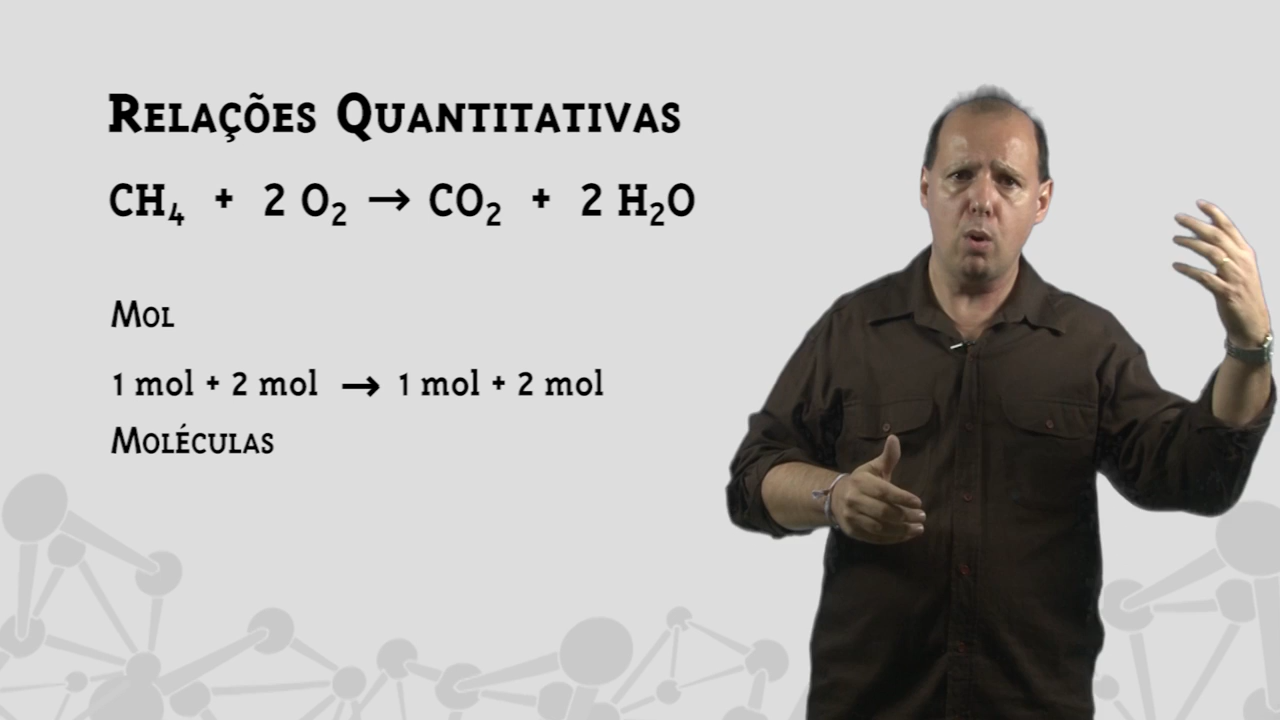 Relações Quantitativas
CH₄ + 2 O₂ → CO₂ + 2 H₂O
Mol
1 mol + 2 mol → 1 mol + 2 mol
Moléculas